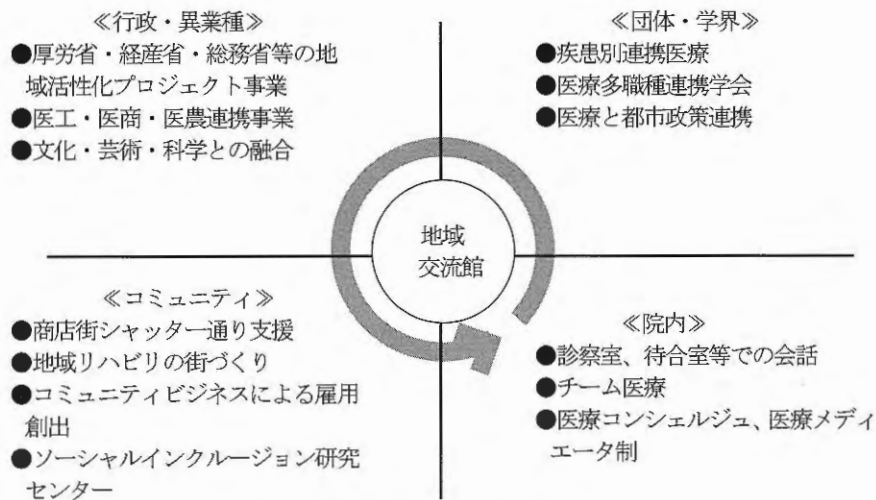 ≪行政・異業種≫
●厚労省・経産省・総務省等の地
域活性化プロジェクト事業
●医工・医商・医農連携事業
●文化・芸術・科学との融合
≪団体・学界≫
●疾患別連携医療
●医療多職種連携学会
●医療と都市政策連携
地域
交流館
≪コミュニティ≫
●商店街シャッター通り支援
●地域リハビリの街づくり
●コミュニティビジネスによる雇用
創出
●ソーシャルインクルージョン研究
センター
≪院内≫
●診察室、待合室等での会話
●チーム医療
●医療コンシェルジュ、医療メディ
エータ制